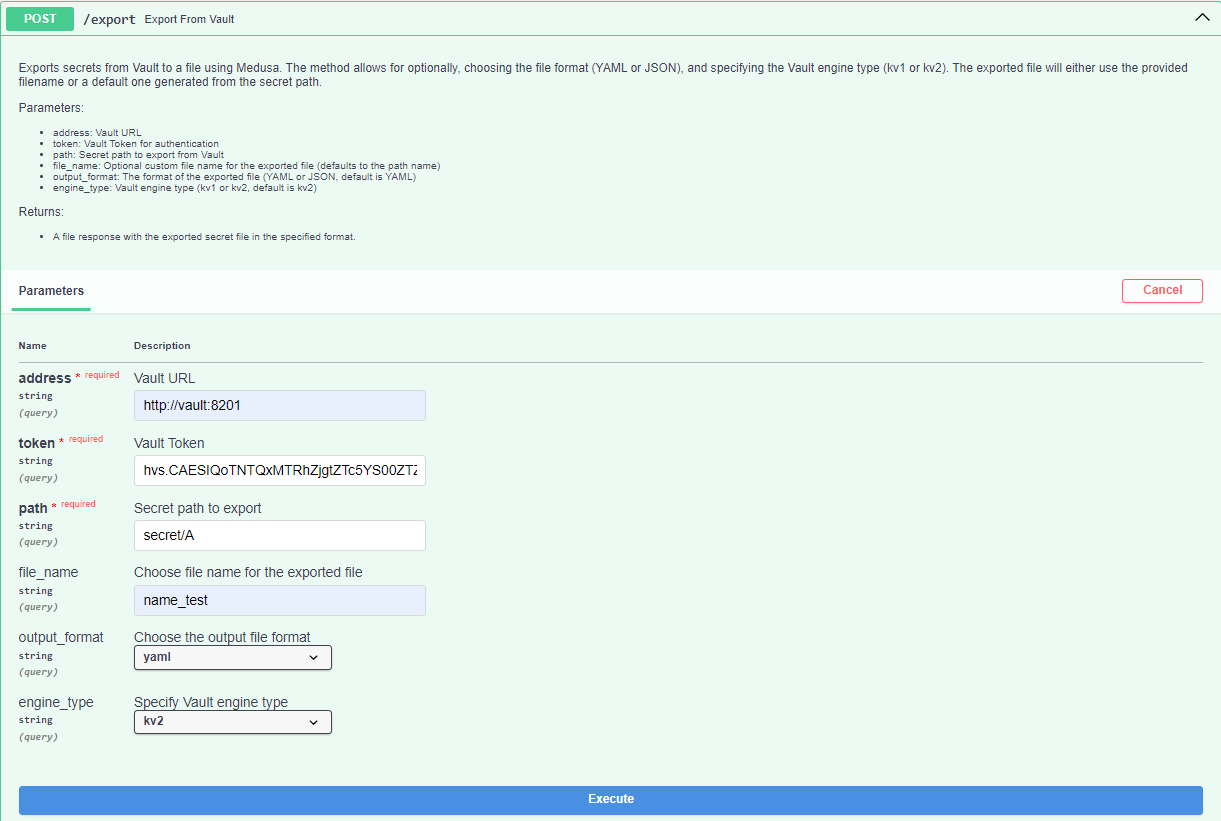 POST /export Export From Vault
Exports secrets from Vault to a file using Medusa. The method allows for optionally, choosing the file format (YAML or JSON), and specifying the Vault engine type (kv1 or kv2). The exported file will either use the provided
filename or a default one generated from the secret path.
Parameters:
• address: Vault URL
• token: Vault Token for authentication
• path: Secret path to export from Vault
• file_name: Optional custom file name for the exported file (defaults to the path name)
• output_format: The format of the exported file (YAML or JSON, default is YAML)
• engine_type: Vault engine type (kv1 or kv2, default is kv2)
Returns:
• A file response with the exported secret file in the specified format.
Parameters Cancel
Name Description
address * required Vault URL
string
http://vault:8201
(query)
token * required Vault Token
string
hvs.CAESIQoTNTQxMTRhZjgtZTc5YS00ZTZ
(query)
path * required Secret path to export
string
secret/A
(query)
file_name Choose file name for the exported file
string
name_test
(query)
output_format Choose the output file format
string
yaml
(query)
engine_type Specify Vault engine type
string
kv2
(query)
Execute